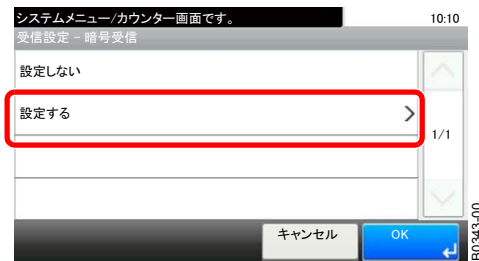 システムメニュー/カウンター画面です。 10:10
受信設定 - 暗号受信
設定しない
設定する
1/1
キャンセル OK
B0343-00